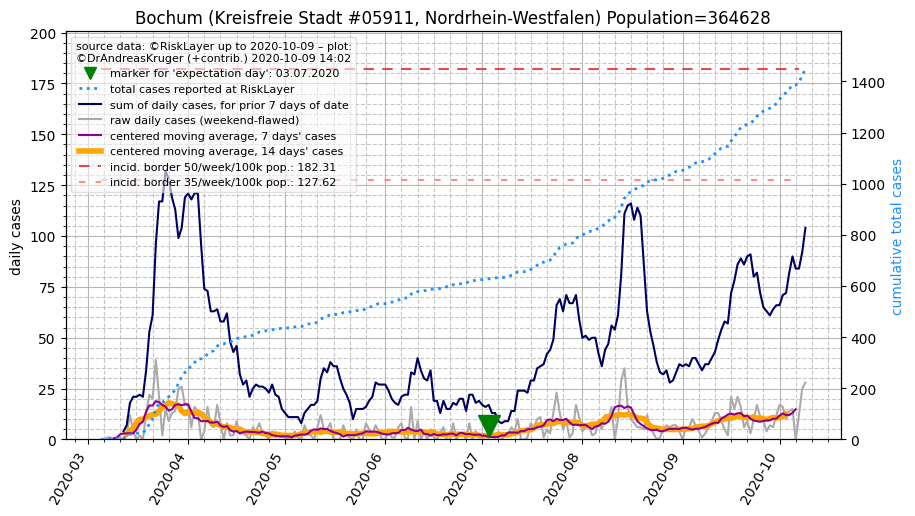 Bochum (Kreisfreie Stadt #05911, Nordrhein-Westfalen) Population=364628
source data: ©RiskLayer up to 2020-10-09 – plot:
©DrAndreasKruger (+contrib.) 2020-10-09 14:02
marker for 'expectation day': 03.07.2020
total cases reported at RiskLayer
sum of daily cases, for prior 7 days of date
raw daily cases (weekend-flawed)
centered moving average, 7 days' cases
centered moving average, 14 days' cases
incid. border 50/week/100k pop.: 182.31
incid. border 35/week/100k pop.: 127.62
daily cases
200
175
150
125
100
75
50
25
0
cumulative total cases
1400
1200
1000
800
600
400
200
0
2020-03
2020-04
2020-05
2020-06
2020-07
2020-08
2020-09
2020-10